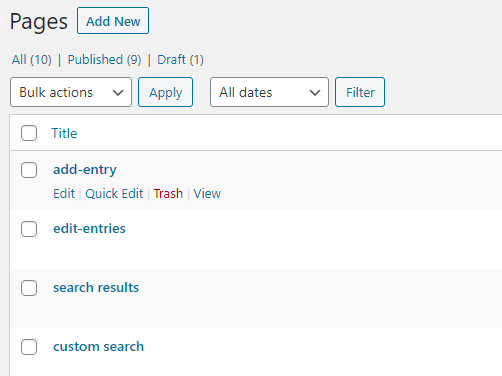 Pages Add New
All (10) | Published (9) | Draft (1)
Bulk actions Apply All dates Filter
Title
add-entry
Edit | Quick Edit | Trash | View
edit-entries
search results
custom search